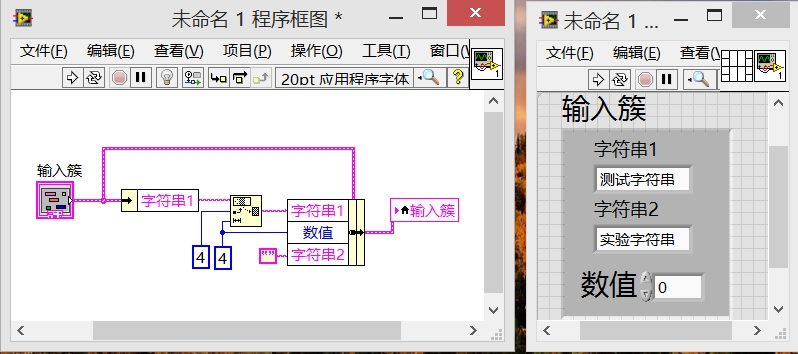 未命名 1 程序框图 *
文件(F) 编辑(E) 查看(V) 项目(P) 操作(O) 工具(T) 窗口
20pt 应用程序字体
?
输入簇
字符串1
字符串1
数值
字符串2
""
4
4
输入簇
未命名 1 ...
文件(F) 编辑(E) 查看(V
输入簇
字符串1
测试字符串
字符串2
实验字符串
数值 0